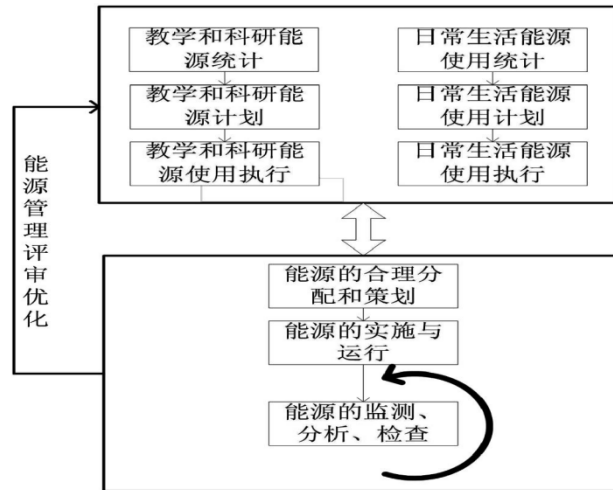 教学和科研能
源统计
日常生活能源
使用统计
教学和科研能
源计划
日常生活能源
使用计划
教学和科研能
源使用执行
日常生活能源
使用执行
能源管理评审优化
能源的合理分
配和策划
能源的实施与
运行
能源的监测、
分析、检查